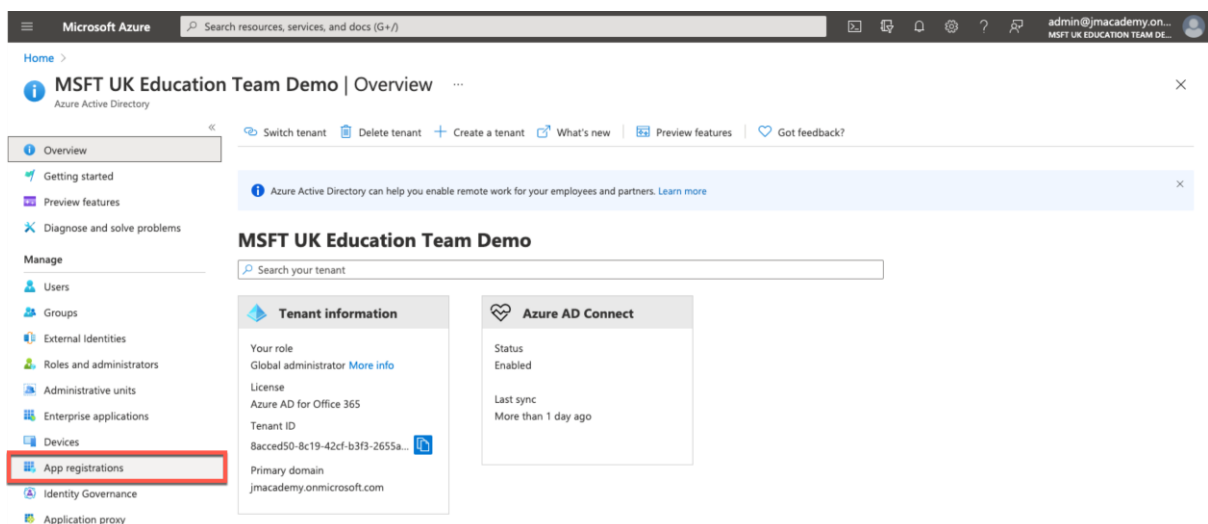 Microsoft Azure
Search resources, services, and docs (G+/)
admin@jmacademy.on...
MSFT UK EDUCATION TEAM DE...
Home >
MSFT UK Education Team Demo | Overview ...
Azure Active Directory
«
Switch tenant Delete tenant + Create a tenant What's new Preview features Got feedback?
Overview
Getting started
Preview features
Diagnose and solve problems
Manage
Users
Groups
External Identities
Roles and administrators
Administrative units
Enterprise applications
Devices
App registrations
Identity Governance
Application proxy
Azure Active Directory can help you enable remote work for your employees and partners. Learn more
MSFT UK Education Team Demo
Search your tenant
Tenant information
Your role
Global administrator More info
License
Azure AD for Office 365
Tenant ID
8acced50-8c19-42cf-b3f3-2655a...
Primary domain
jmacademy.onmicrosoft.com
Azure AD Connect
Status
Enabled
Last sync
More than 1 day ago